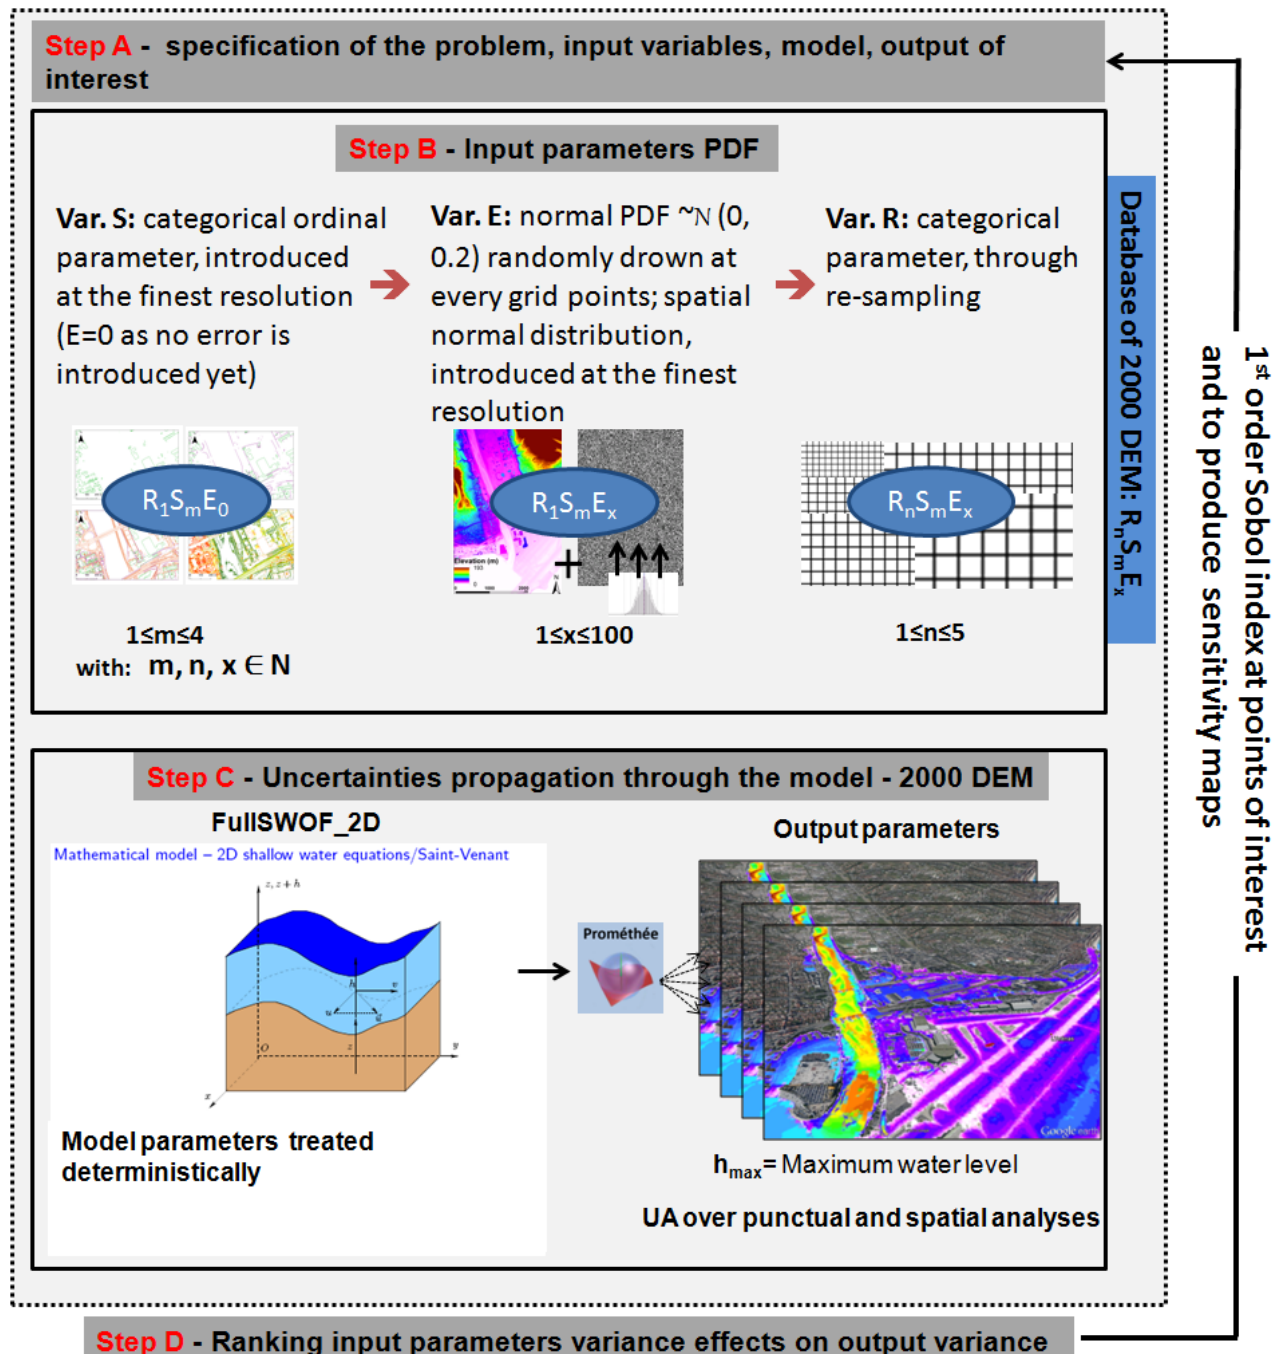 Step A - specification of the problem, input variables, model, output of
interest
Step B - Input parameters PDF
Var. S: categorical ordinal
parameter, introduced
at the finest resolution
(E=0 as no error is
introduced yet)
Var. E: normal PDF ~N (0,
0.2) randomly drown at
every grid points; spatial
normal distribution,
introduced at the finest
resolution
Var. R: categorical
parameter, through
re-sampling
R1SmE0
R1SmEx
RnSmEx
Elevation (m)
193
0
N
+
1≤m≤4
with: m, n, x ∈ N
1≤x≤100
1≤n≤5
Database of 2000 DEM: RnSmEx
Step C - Uncertainties propagation through the model - 2000 DEM
FullSWOF_2D
Mathematical model – 2D shallow water equations/Saint-Venant
z, z + h
h
v
u
z
O
y
x
Model parameters treated
deterministically
Prométhée
Output parameters
Google earth
hmax= Maximum water level
UA over punctual and spatial analyses
Step D - Ranking input parameters variance effects on output variance
1st order Sobol index at points of interest
and to produce sensitivity maps